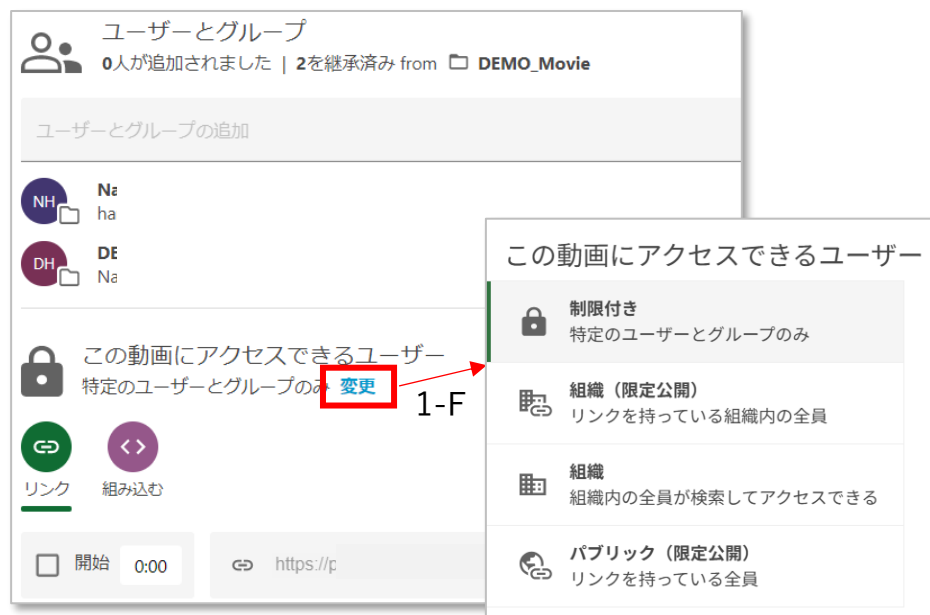 ユーザーとグループ
0人が追加されました | 2を継承済み from DEMO_Movie
ユーザーとグループの追加
NH
Na
ha
DH
DE
Na
この動画にアクセスできるユーザー
特定のユーザーとグループのみ 変更
1-F
リンク 組み込む
開始 0:00 https://p
この動画にアクセスできるユーザー
制限付き
特定のユーザーとグループのみ
組織（限定公開）
リンクを持っている組織内の全員
組織
組織内の全員が検索してアクセスできる
パブリック（限定公開）
リンクを持っている全員